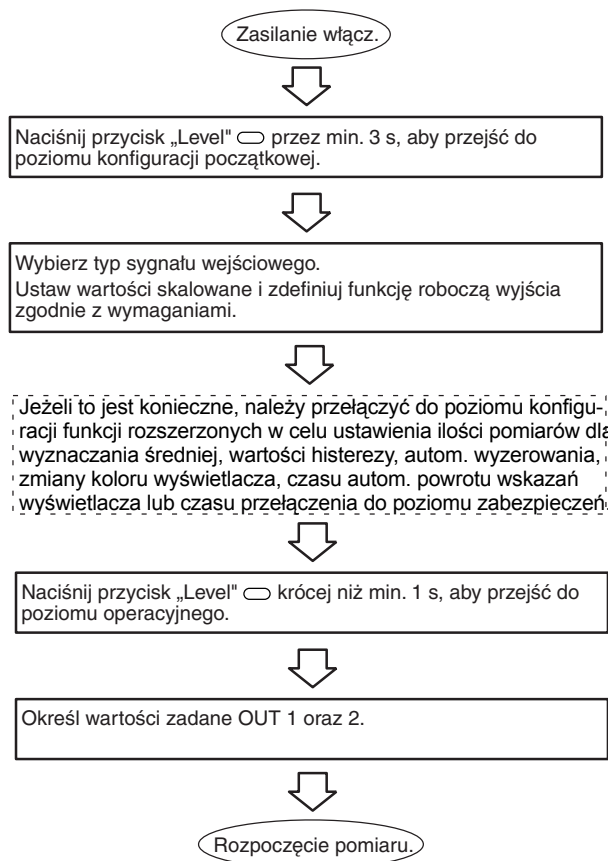 Zasilanie włącz.
Naciśnij przycisk „Level" przez min. 3 s, aby przejść do
poziomu konfiguracji początkowej.
Wybierz typ sygnału wejściowego.
Ustaw wartości skalowane i zdefiniuj funkcję roboczą wyjścia
zgodnie z wymaganiami.
Jeżeli to jest konieczne, należy przełączyć do poziomu konfigu-
racji funkcji rozszerzonych w celu ustawienia ilości pomiarów dla
wyznaczania średniej, wartości histerezy, autom. wyzerowania,
zmiany koloru wyświetlacza, czasu autom. powrotu wskazań
wyświetlacza lub czasu przełączenia do poziomu zabezpieczeń.
Naciśnij przycisk „Level" krócej niż min. 1 s, aby przejść do
poziomu operacyjnego.
Określ wartości zadane OUT 1 oraz 2.
Rozpoczęcie pomiaru.